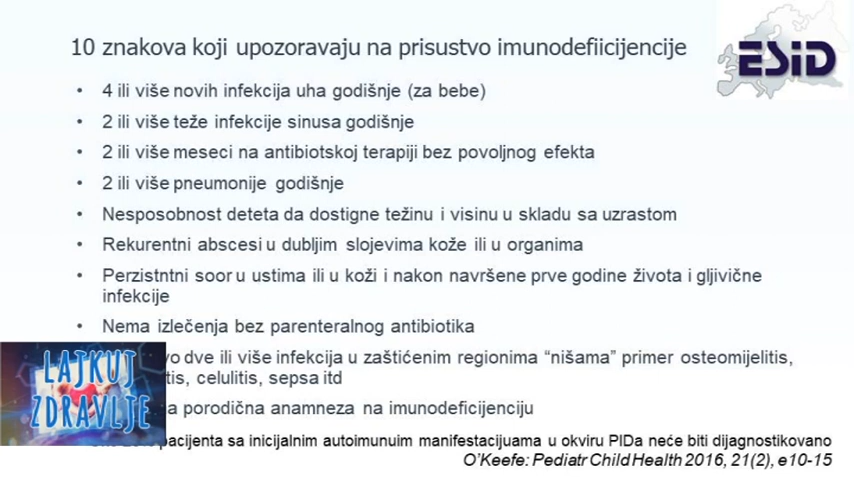 10 znakova koji upozoravaju na prisustvo imunodefiicijencije
ESiD
• 4 ili više novih infekcija uha godišnje (za bebe)
• 2 ili više teže infekcije sinusa godišnje
• 2 ili više meseci na antibiotskoj terapiji bez povoljnog efekta
• 2 ili više pneumonije godišnje
• Nesposobnost deteta da dostigne težinu i visinu u skladu sa uzrastom
• Rekurentni abscesi u dubljim slojevima kože ili u organima
• Perzistntni soor u ustima ili u koži i nakon navršene prve godine života i gljivične
infekcije
• Nema izlečenja bez parenteralnog antibiotika
dve ili više infekcija u zaštićenim regionima “nišama” primer osteomijelitis,
celulitis, sepsa itd
porodična anamneza na imunodeficijenciju
LAJKUJ
ZDRAVLJE
pacijenta sa inicijalnim autoimunuim manifestacijuama u okviru PIDa neće biti dijagnostikovano
O’Keefe: Pediatr Child Health 2016, 21(2), e10-15